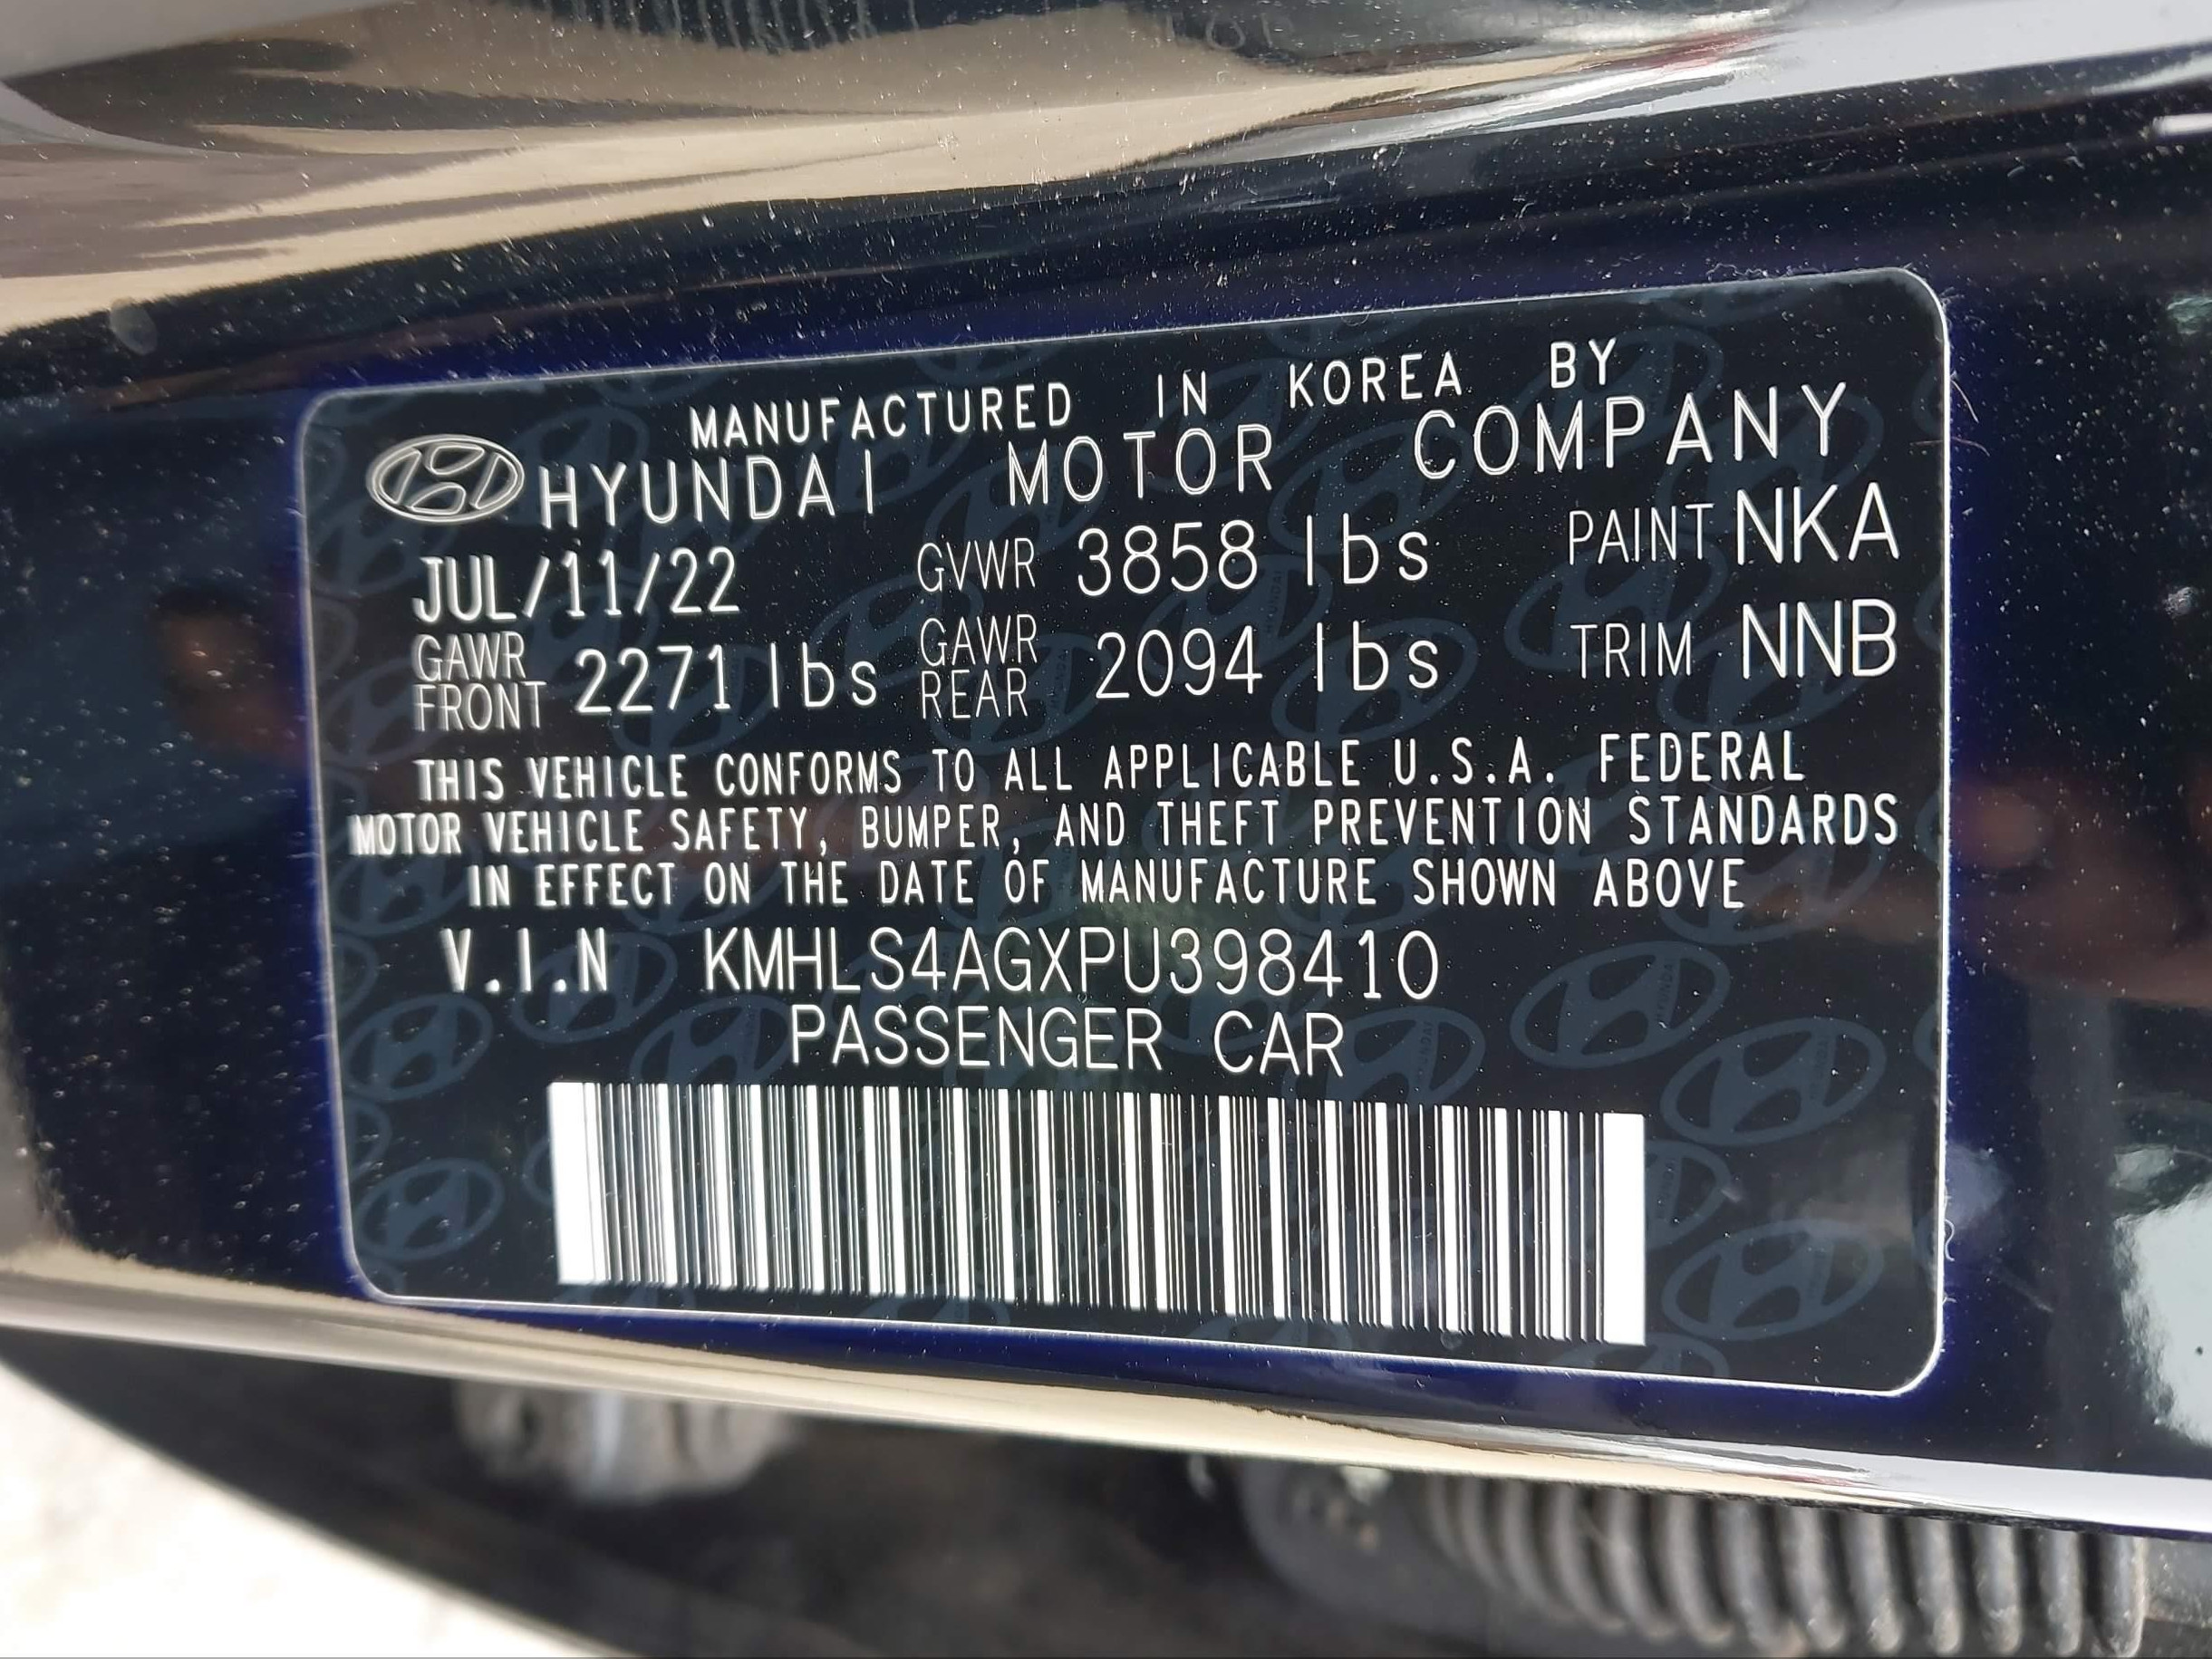 MANUFACTURED IN KOREA BY
HYUNDAI MOTOR COMPANY
JUL/11/22 GVWR 3858 lbs PAINT NKA
GAWR FRONT 2271 lbs GAWR REAR 2094 lbs TRIM NNB
THIS VEHICLE CONFORMS TO ALL APPLICABLE U.S.A. FEDERAL
MOTOR VEHICLE SAFETY, BUMPER, AND THEFT PREVENTION STANDARDS
IN EFFECT ON THE DATE OF MANUFACTURE SHOWN ABOVE
V.I.N KMHLS4AGXPU398410
PASSENGER CAR